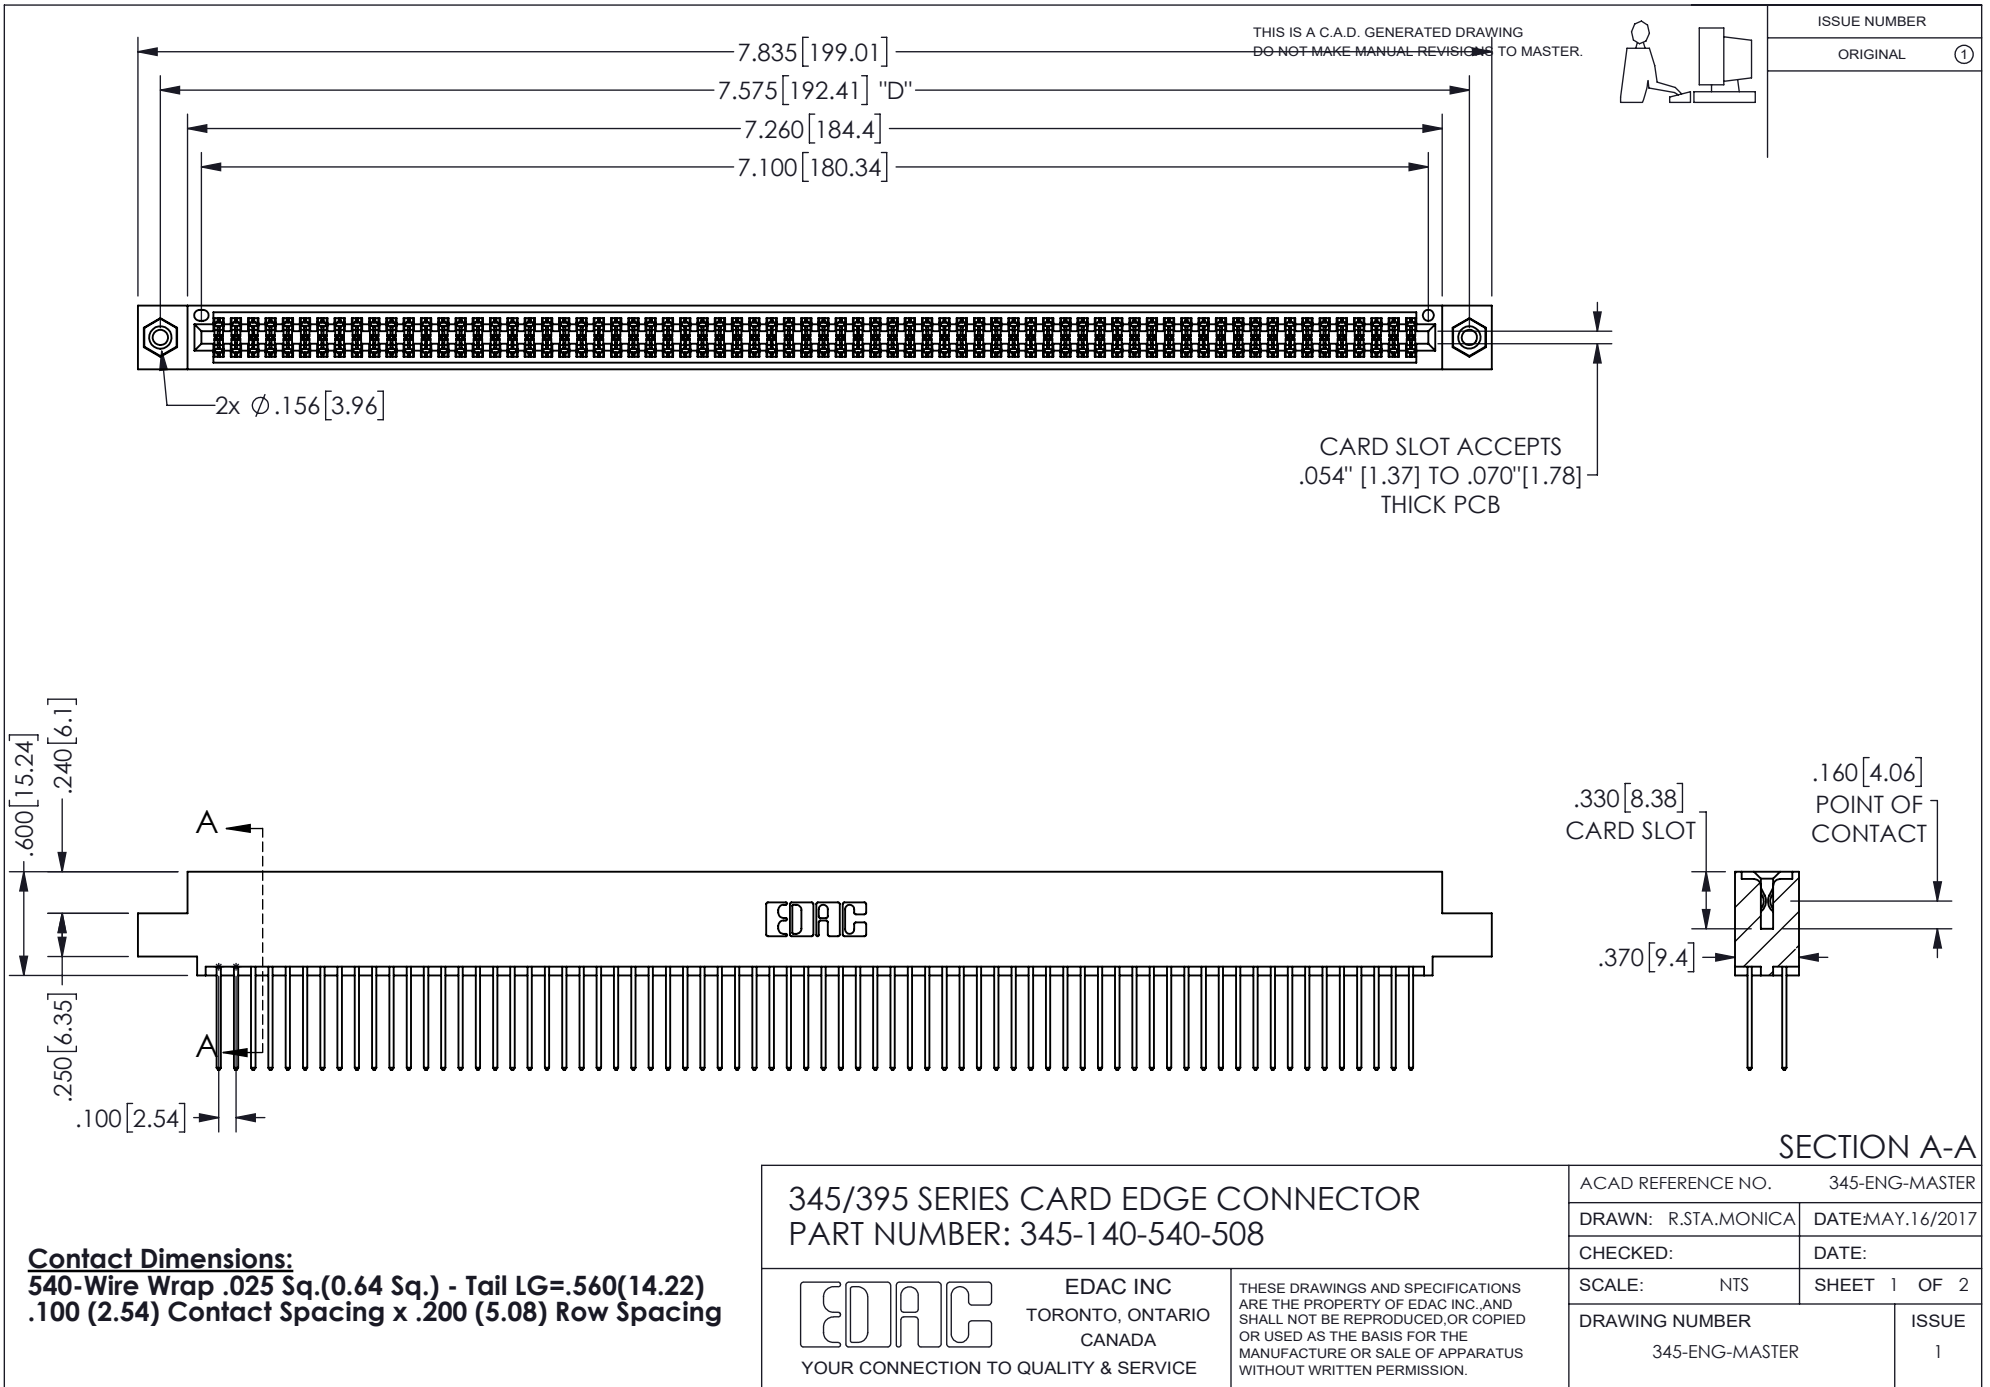 THIS IS A C.A.D. GENERATED DRAWING
DO NOT MAKE MANUAL REVISIONS TO MASTER.
ISSUE NUMBER
ORIGINAL 1
7.835[199.01]
7.575[192.41] "D"
7.260[184.4]
7.100[180.34]
2x Ø.156[3.96]
CARD SLOT ACCEPTS
.054" [1.37] TO .070"[1.78]
THICK PCB
.600[15.24]
.240[6.1]
.250[6.35]
.100[2.54]
A
A
EDAC
.330[8.38]
CARD SLOT
.160[4.06]
POINT OF
CONTACT
.370[9.4]
SECTION A-A
Contact Dimensions:
540-Wire Wrap .025 Sq.(0.64 Sq.) - Tail LG=.560(14.22)
.100 (2.54) Contact Spacing x .200 (5.08) Row Spacing
345/395 SERIES CARD EDGE CONNECTOR
PART NUMBER: 345-140-540-508
EDAC
EDAC INC
TORONTO, ONTARIO
CANADA
YOUR CONNECTION TO QUALITY & SERVICE
THESE DRAWINGS AND SPECIFICATIONS
ARE THE PROPERTY OF EDAC INC.,AND
SHALL NOT BE REPRODUCED,OR COPIED
OR USED AS THE BASIS FOR THE
MANUFACTURE OR SALE OF APPARATUS
WITHOUT WRITTEN PERMISSION.
ACAD REFERENCE NO. 345-ENG-MASTER
DRAWN: R.STA.MONICA DATE:MAY.16/2017
CHECKED: DATE:
SCALE: NTS SHEET 1 OF 2
DRAWING NUMBER ISSUE
345-ENG-MASTER 1